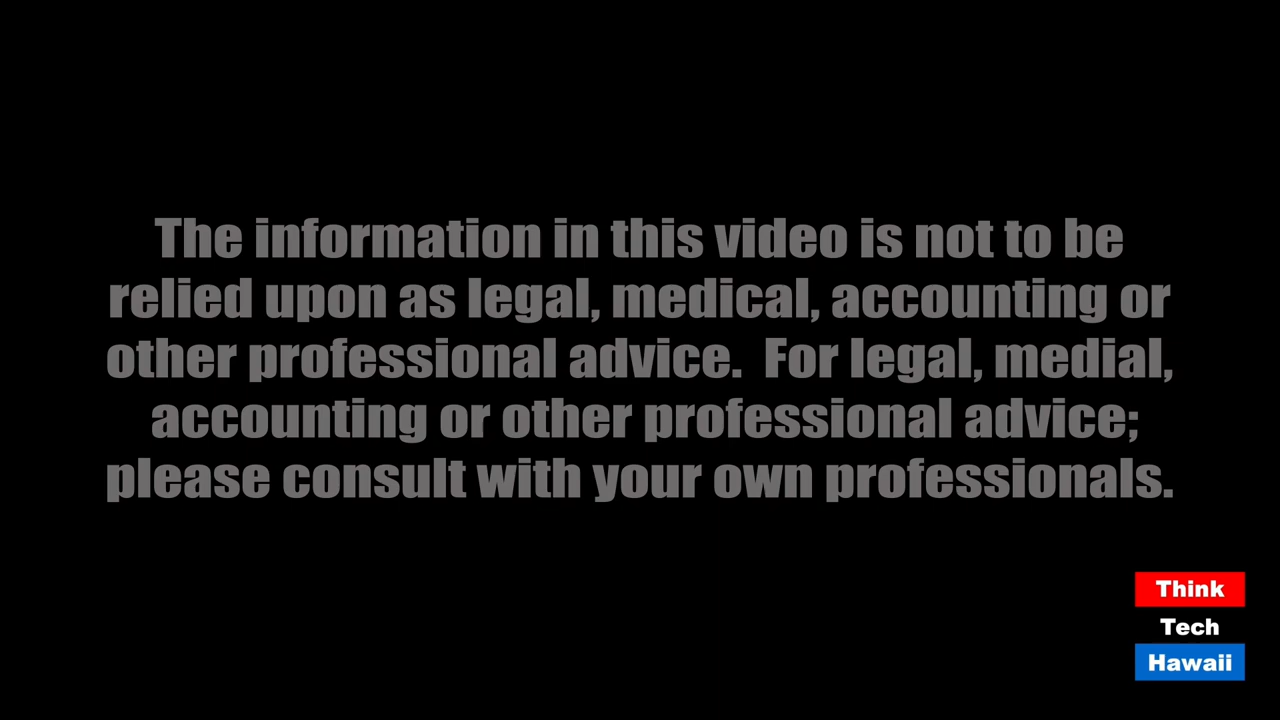 The information in this video is not to be
relied upon as legal, medical, accounting or
other professional advice.  For legal, medial,
accounting or other professional advice;
please consult with your own professionals.
Think
Tech
Hawaii